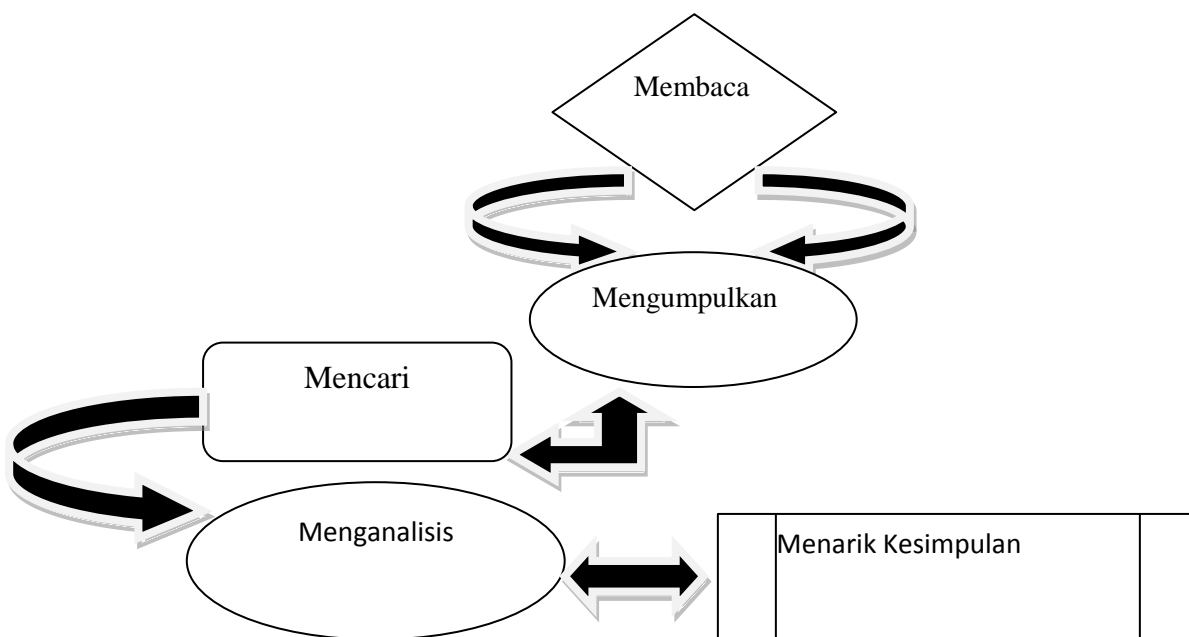 Membaca
Mengumpulkan
Mencari
Menganalisis
Menarik Kesimpulan